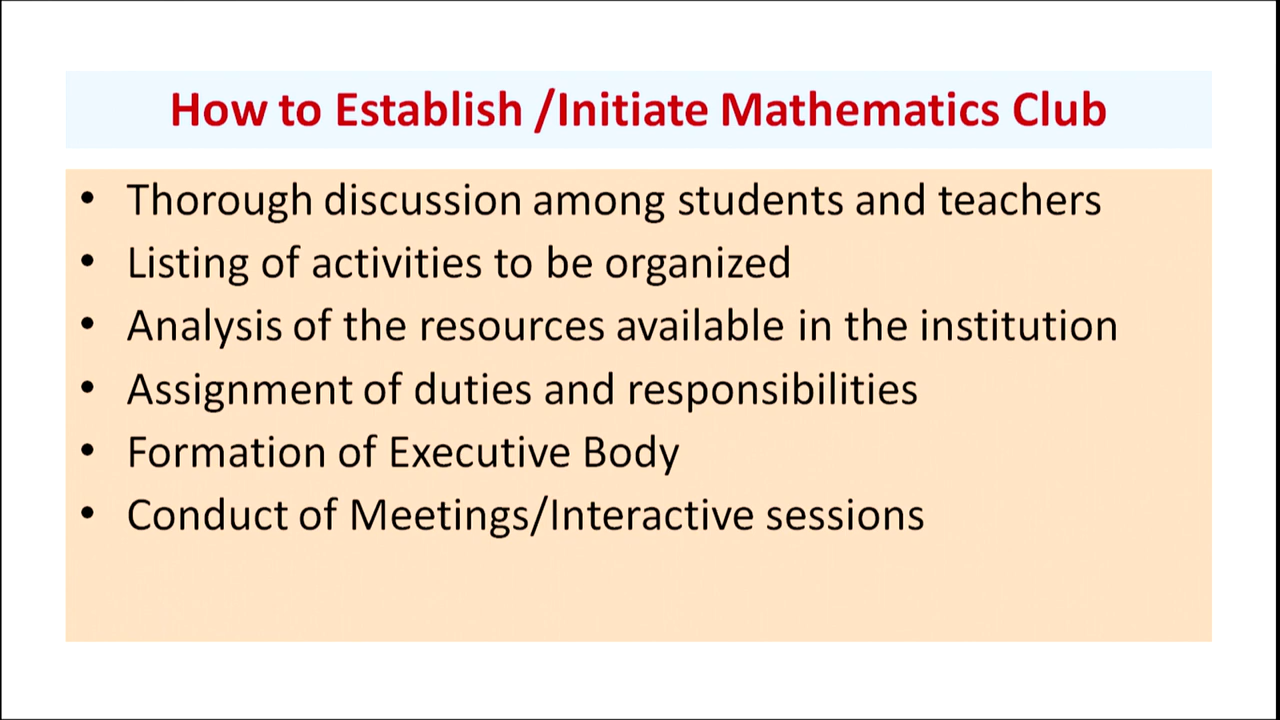 How to Establish /Initiate Mathematics Club
• Thorough discussion among students and teachers
• Listing of activities to be organized
• Analysis of the resources available in the institution
• Assignment of duties and responsibilities
• Formation of Executive Body
• Conduct of Meetings/Interactive sessions